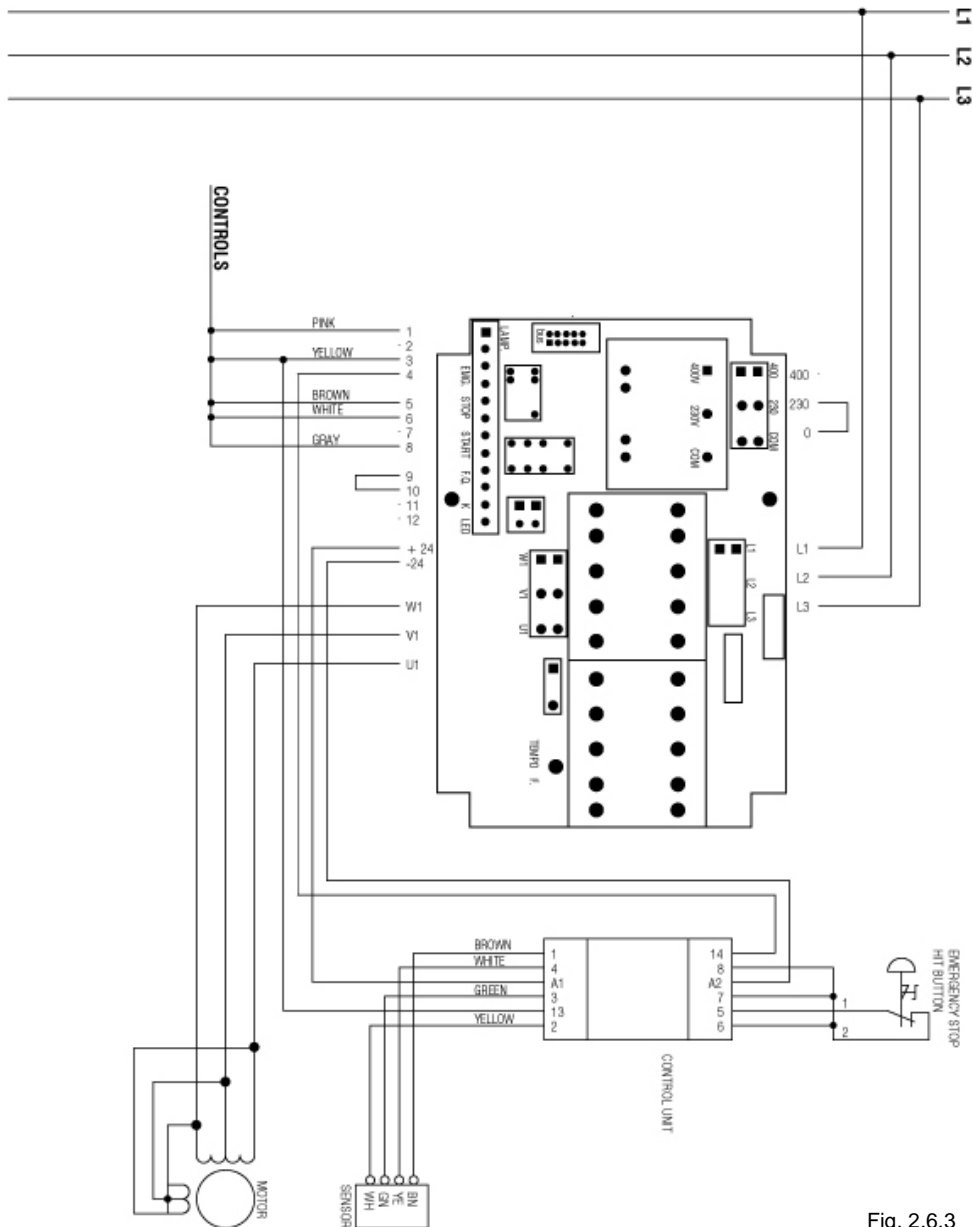 L1
L2
L3
CONTROLS
PINK
1
2
YELLOW
3
4
BROWN
5
WHITE
6
7
GRAY
8
9
10
11
12
+ 24
-24
W1
V1
U1
LAMP.
EMG.
STOP
START
F.Q.
K
LED
bus
400V
230V
COM
400
230
COM
400
230
0
W1
V1
U1
L1
L2
L3
L1
L2
L3
TEMPO F.
BROWN
1
WHITE
4
A1
GREEN
3
13
YELLOW
2
14
8
A2
7
5
6
1
2
EMERGENCY STOP
HIT BUTTON
CONTROL UNIT
MOTOR
SENSOR
WH
GN
YE
BN
Fig. 2.6.3